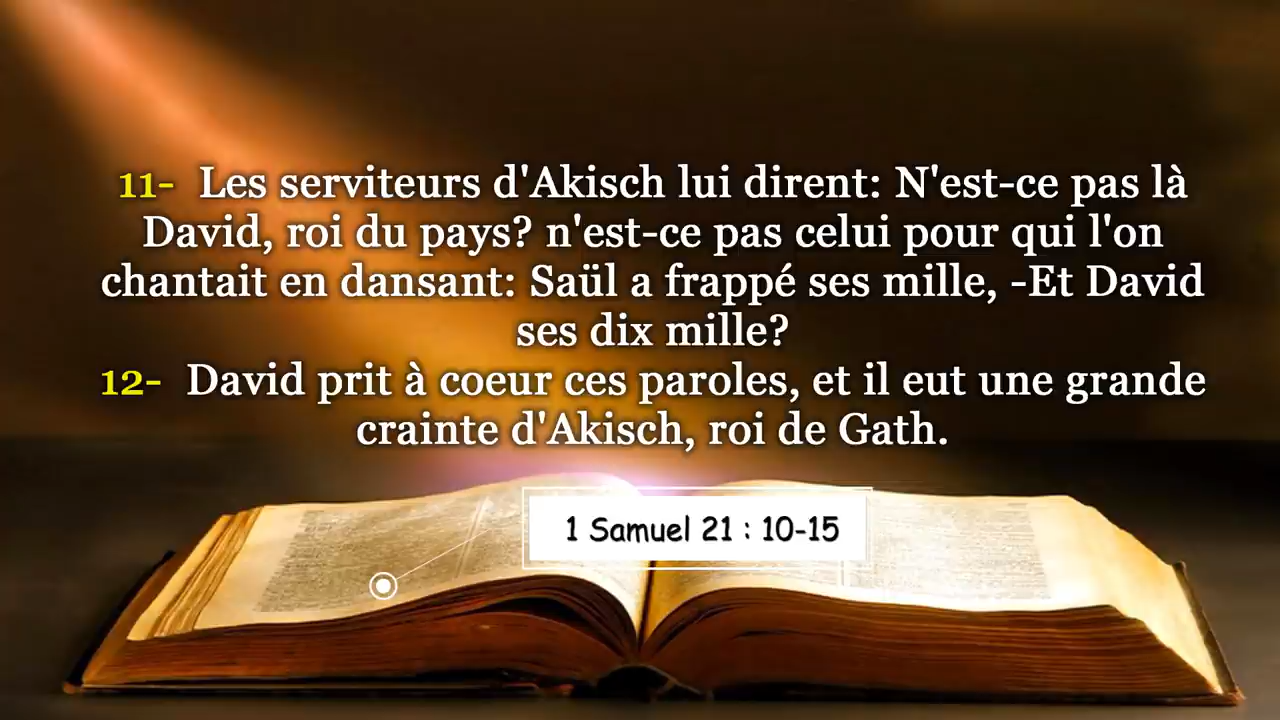 11- Les serviteurs d'Akisch lui dirent: N'est-ce pas là
David, roi du pays? n'est-ce pas celui pour qui l'on
chantait en dansant: Saül a frappé ses mille, -Et David
ses dix mille?
12- David prit à coeur ces paroles, et il eut une grande
crainte d'Akisch, roi de Gath.
1 Samuel 21 : 10-15